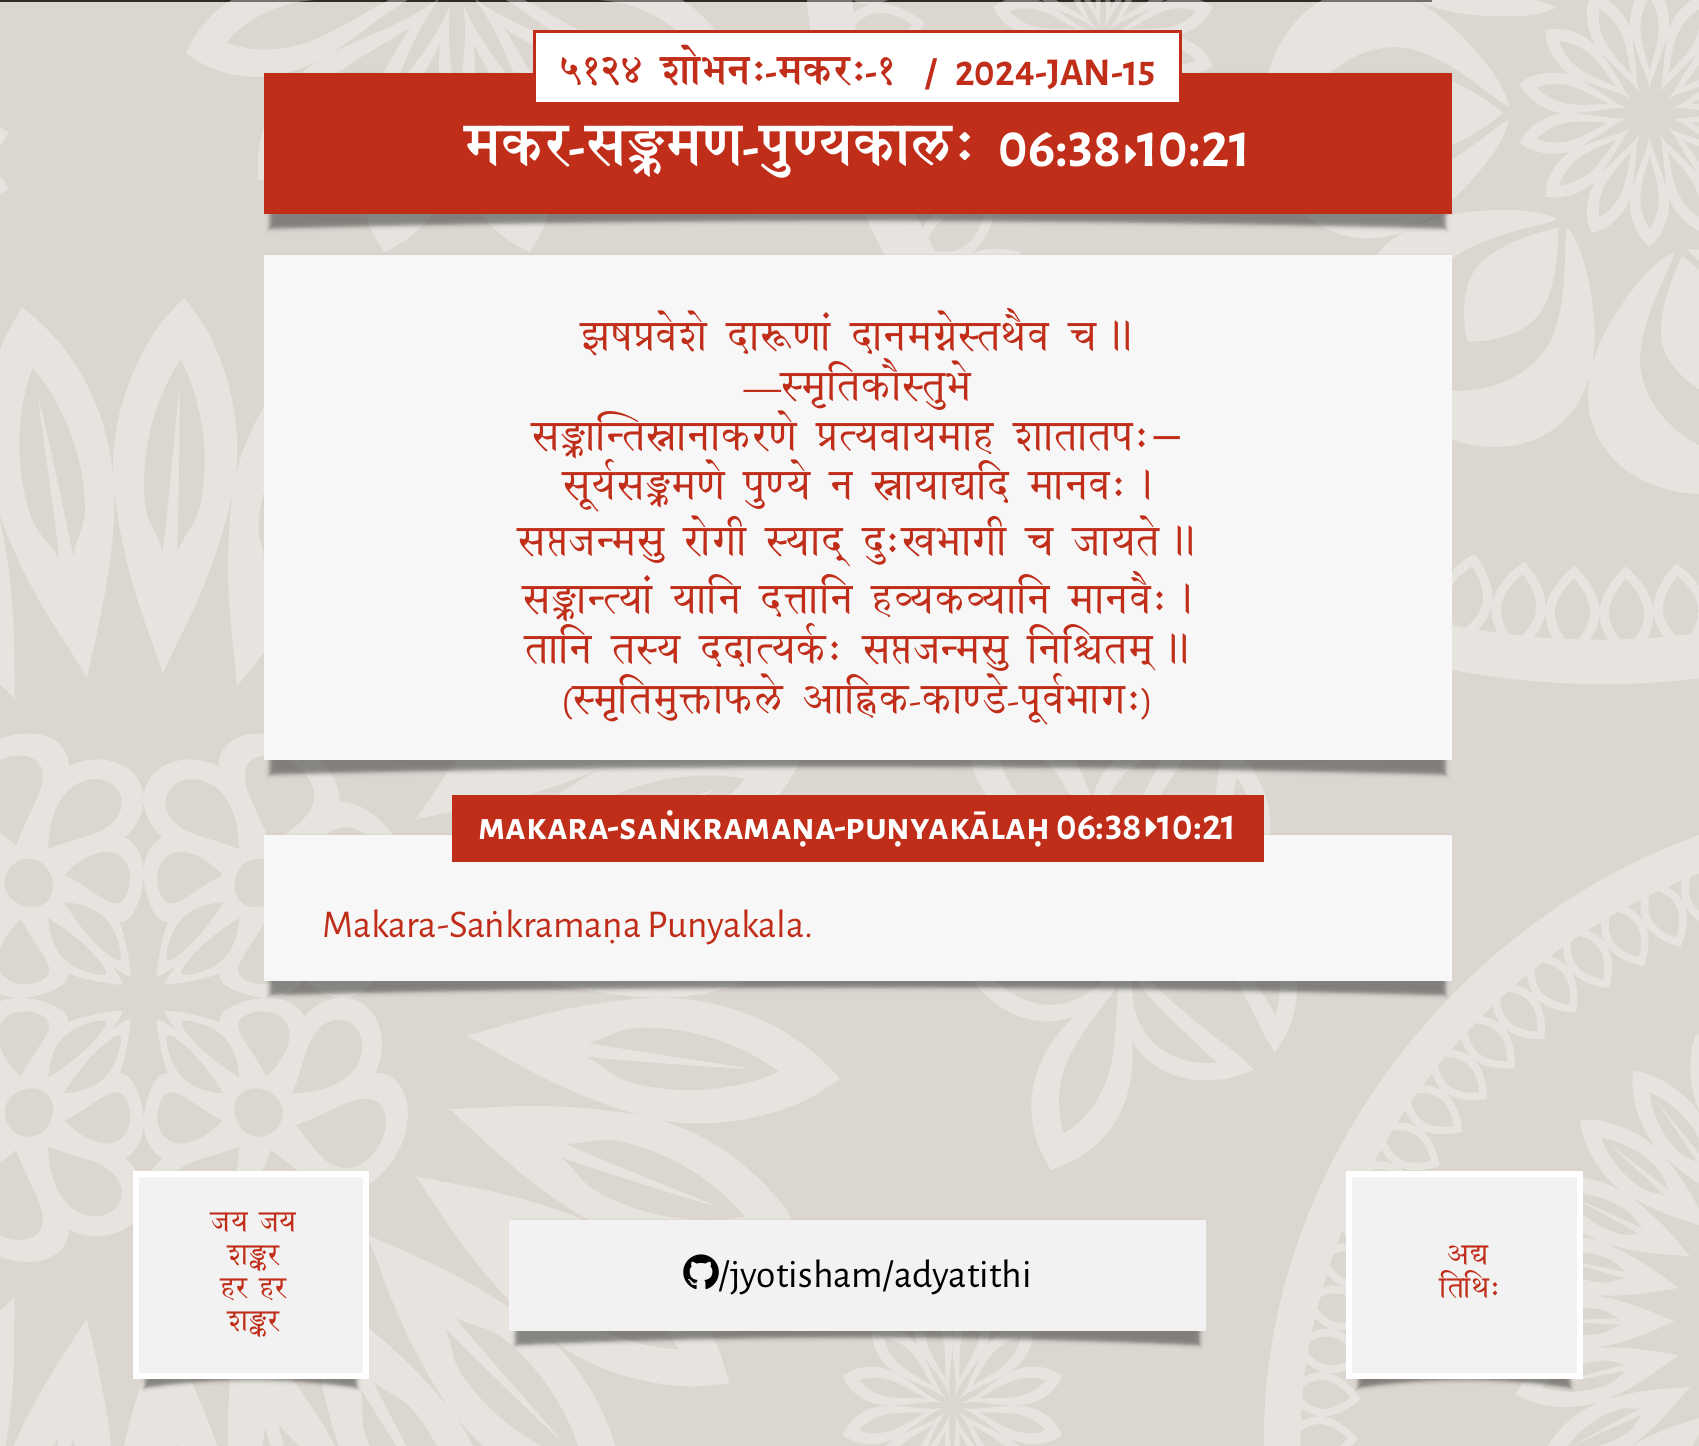 ५१२४ शोभनः-मकरः-१ / 2024-JAN-15
मकर-सङ्क्रमण-पुण्यकालः 06:38▸10:21
झषप्रवेशे दारूणां दानमग्नेस्तथैव च॥
—स्मृतिकौस्तुभे
सङ्क्रान्तिस्नानाकरणे प्रत्यवायमाह शातातपः–
सूर्यसङ्क्रमणे पुण्ये न स्नायाद्यदि मानवः।
सप्तजन्मसु रोगी स्याद् दुःखभागी च जायते॥
सङ्क्रान्त्यां यानि दत्तानि हव्यकव्यानि मानवैः।
तानि तस्य ददात्यर्कः सप्तजन्मसु निश्चितम्॥
(स्मृतिमुक्ताफले आह्निक-काण्डे-पूर्वभागः)
MAKARA-SAṄKRAMAṆA-PUṆYAKĀLAḤ 06:38▸10:21
Makara-Saṅkramaṇa Punyakala.
जय जय
शङ्कर
हर हर
शङ्कर
/jyotisham/adyatithi
अद्य
तिथिः